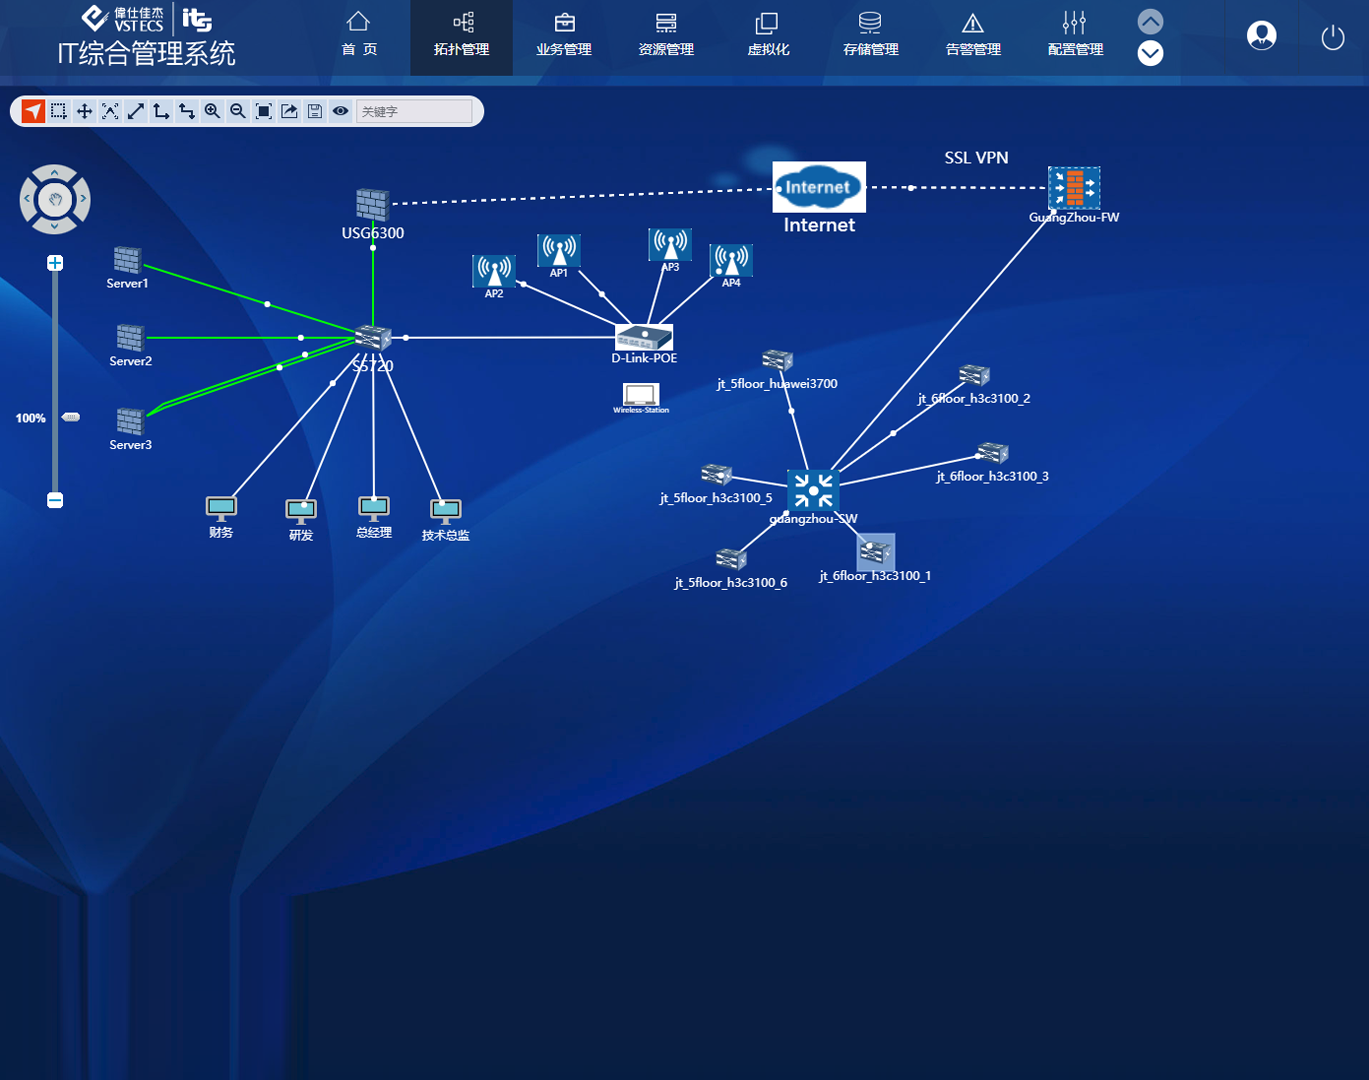 偉仕佳杰
VSTECS
its
IT综合管理系统
首 页
拓扑管理
业务管理
资源管理
虚拟化
存储管理
告警管理
配置管理
关键字
SSL VPN
Internet
Internet
GuangZhou-FW
USG6300
AP1
AP3
AP2
AP4
Server1
Server2
Server3
S5720
D-Link-POE
Wireless-Station
100%
jt_5floor_huawei3700
jt_6floor_h3c3100_2
jt_6floor_h3c3100_3
jt_5floor_h3c3100_5
guangzhou-SW
jt_6floor_h3c3100_1
jt_5floor_h3c3100_6
财务
研发
总经理
技术总监